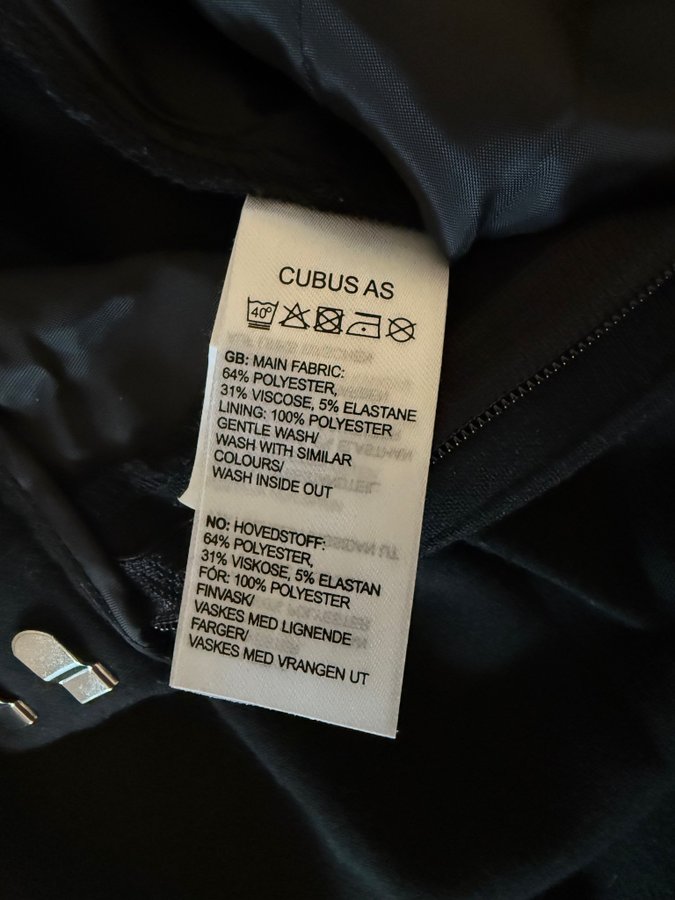 CUBUS AS
40°
GB: MAIN FABRIC:
64% POLYESTER,
31% VISCOSE, 5% ELASTANE
LINING: 100% POLYESTER
GENTLE WASH/
WASH WITH SIMILAR
COLOURS/
WASH INSIDE OUT
NO: HOVEDSTOFF:
64% POLYESTER,
31% VISKOSE, 5% ELASTAN
FÓR: 100% POLYESTER
FINVASK/
VASKES MED LIGNENDE
FARGER/
VASKES MED VRANGEN UT